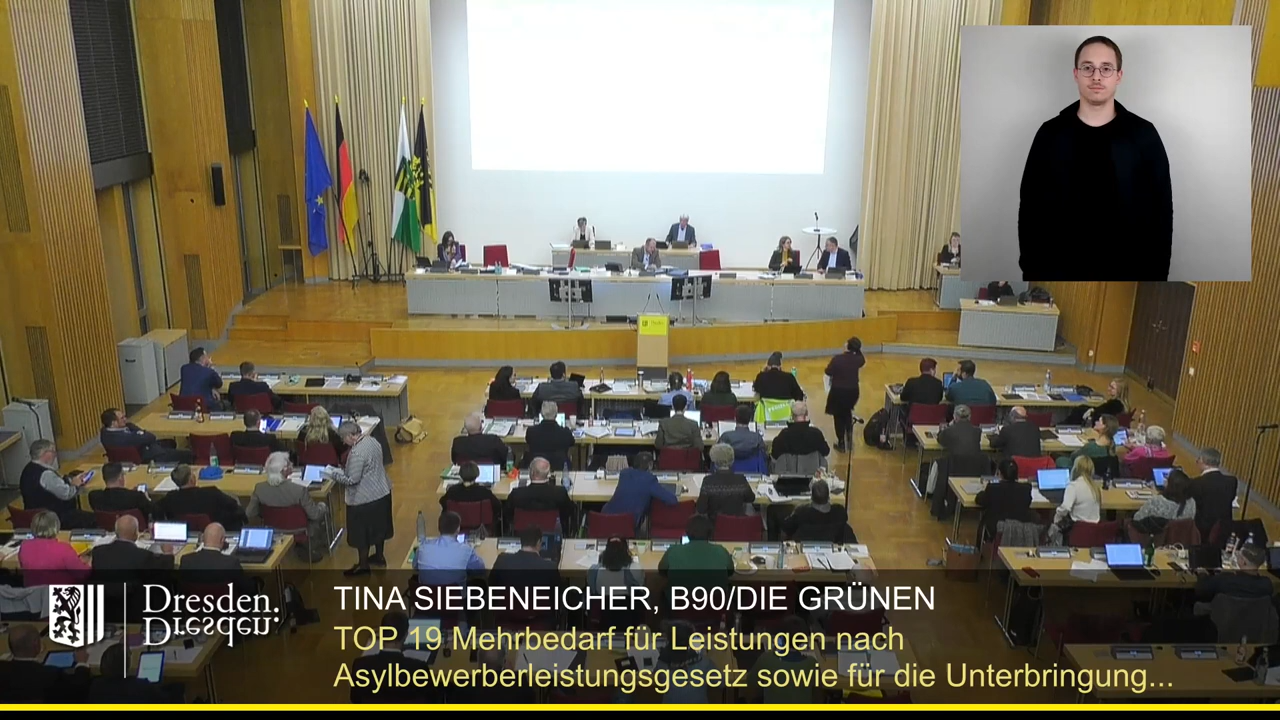 Dresden.
Dresden.
TINA SIEBENEICHER, B90/DIE GRÜNEN
TOP 19 Mehrbedarf für Leistungen nach
Asylbewerberleistungsgesetz sowie für die Unterbringung...